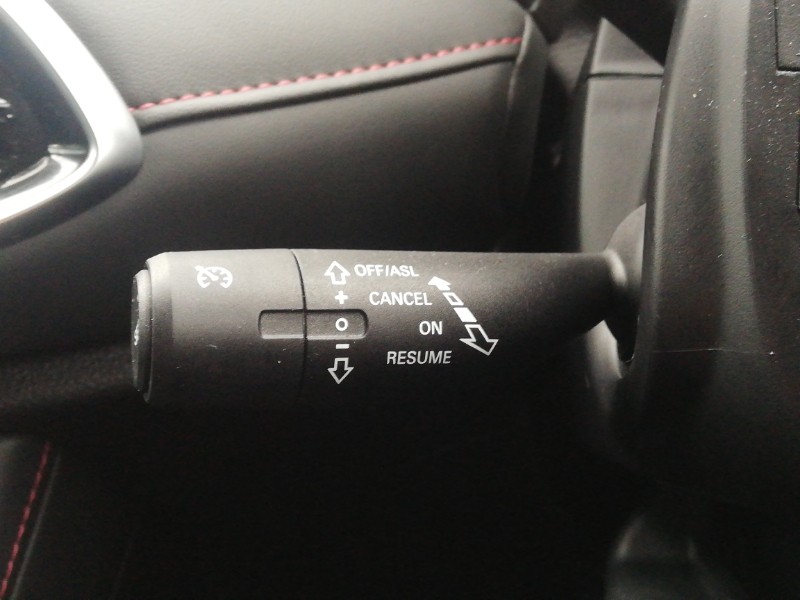 OFF/ASL
+ CANCEL
O ON
- RESUME